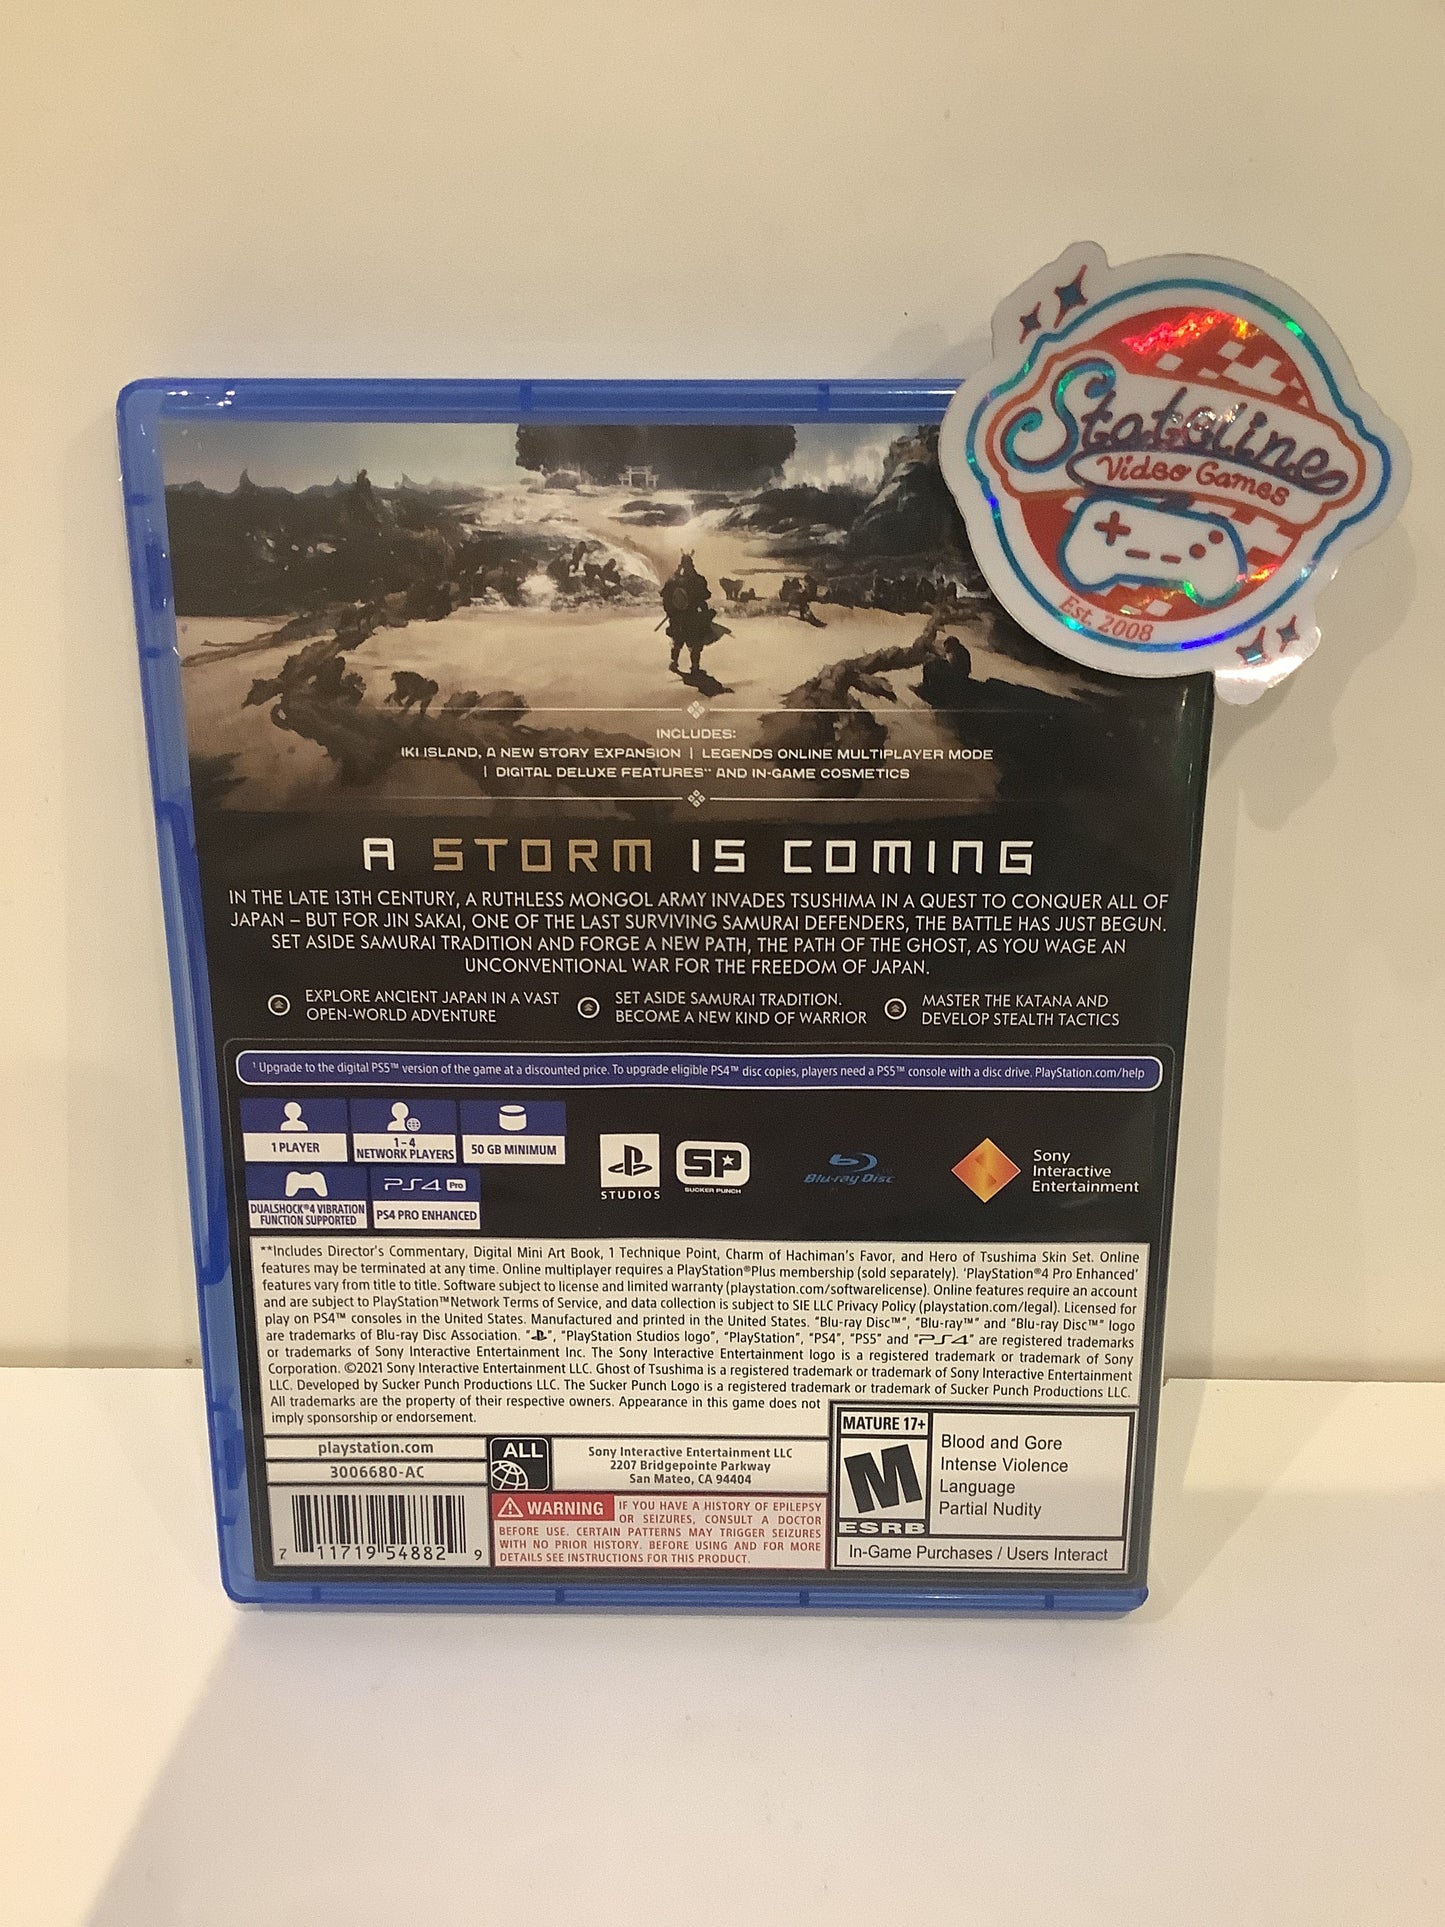 Stateline
Video Games
Est. 2008
INCLUDES:
IKI ISLAND, A NEW STORY EXPANSION | LEGENDS ONLINE MULTIPLAYER MODE
| DIGITAL DELUXE FEATURES** AND IN-GAME COSMETICS
A STORM IS COMING
IN THE LATE 13TH CENTURY, A RUTHLESS MONGOL ARMY INVADES TSUSHIMA IN A QUEST TO CONQUER ALL OF
JAPAN – BUT FOR JIN SAKAI, ONE OF THE LAST SURVIVING SAMURAI DEFENDERS, THE BATTLE HAS JUST BEGUN.
SET ASIDE SAMURAI TRADITION AND FORGE A NEW PATH, THE PATH OF THE GHOST, AS YOU WAGE AN
UNCONVENTIONAL WAR FOR THE FREEDOM OF JAPAN.
EXPLORE ANCIENT JAPAN IN A VAST
OPEN-WORLD ADVENTURE
SET ASIDE SAMURAI TRADITION.
BECOME A NEW KIND OF WARRIOR
MASTER THE KATANA AND
DEVELOP STEALTH TACTICS
¹ Upgrade to the digital PS5™ version of the game at a discounted price. To upgrade eligible PS4™ disc copies, players need a PS5™ console with a disc drive. PlayStation.com/help
1 PLAYER
1 – 4
NETWORK PLAYERS
50 GB MINIMUM
DUALSHOCK®4 VIBRATION
FUNCTION SUPPORTED
PS4 Pro
PS4 PRO ENHANCED
STUDIOS
SP
SUCKER PUNCH
Blu-ray Disc
Sony
Interactive
Entertainment
**Includes Director's Commentary, Digital Mini Art Book, 1 Technique Point, Charm of Hachiman's Favor, and Hero of Tsushima Skin Set. Online
features may be terminated at any time. Online multiplayer requires a PlayStation®Plus membership (sold separately). 'PlayStation®4 Pro Enhanced'
features vary from title to title. Software subject to license and limited warranty (playstation.com/softwarelicense). Online features require an account
and are subject to PlayStation™Network Terms of Service, and data collection is subject to SIE LLC Privacy Policy (playstation.com/legal). Licensed for
play on PS4™ consoles in the United States. Manufactured and printed in the United States. "Blu-ray Disc™", "Blu-ray™" and "Blu-ray Disc™" logo
are trademarks of Blu-ray Disc Association. "PS", "PlayStation Studios logo", "PlayStation", "PS4", "PS5" and "PS4" are registered trademarks
or trademarks of Sony Interactive Entertainment Inc. The Sony Interactive Entertainment logo is a registered trademark or trademark of Sony
Corporation. ©2021 Sony Interactive Entertainment LLC. Ghost of Tsushima is a registered trademark or trademark of Sony Interactive Entertainment
LLC. Developed by Sucker Punch Productions LLC. The Sucker Punch Logo is a registered trademark or trademark of Sucker Punch Productions LLC.
All trademarks are the property of their respective owners. Appearance in this game does not
imply sponsorship or endorsement.
playstation.com
3006680-AC
7 11719 54882 9
ALL
Sony Interactive Entertainment LLC
2207 Bridgepointe Parkway
San Mateo, CA 94404
WARNING IF YOU HAVE A HISTORY OF EPILEPSY
OR SEIZURES, CONSULT A DOCTOR
BEFORE USE. CERTAIN PATTERNS MAY TRIGGER SEIZURES
WITH NO PRIOR HISTORY. BEFORE USING AND FOR MORE
DETAILS SEE INSTRUCTIONS FOR THIS PRODUCT.
MATURE 17+
M
ESRB
Blood and Gore
Intense Violence
Language
Partial Nudity
In-Game Purchases / Users Interact